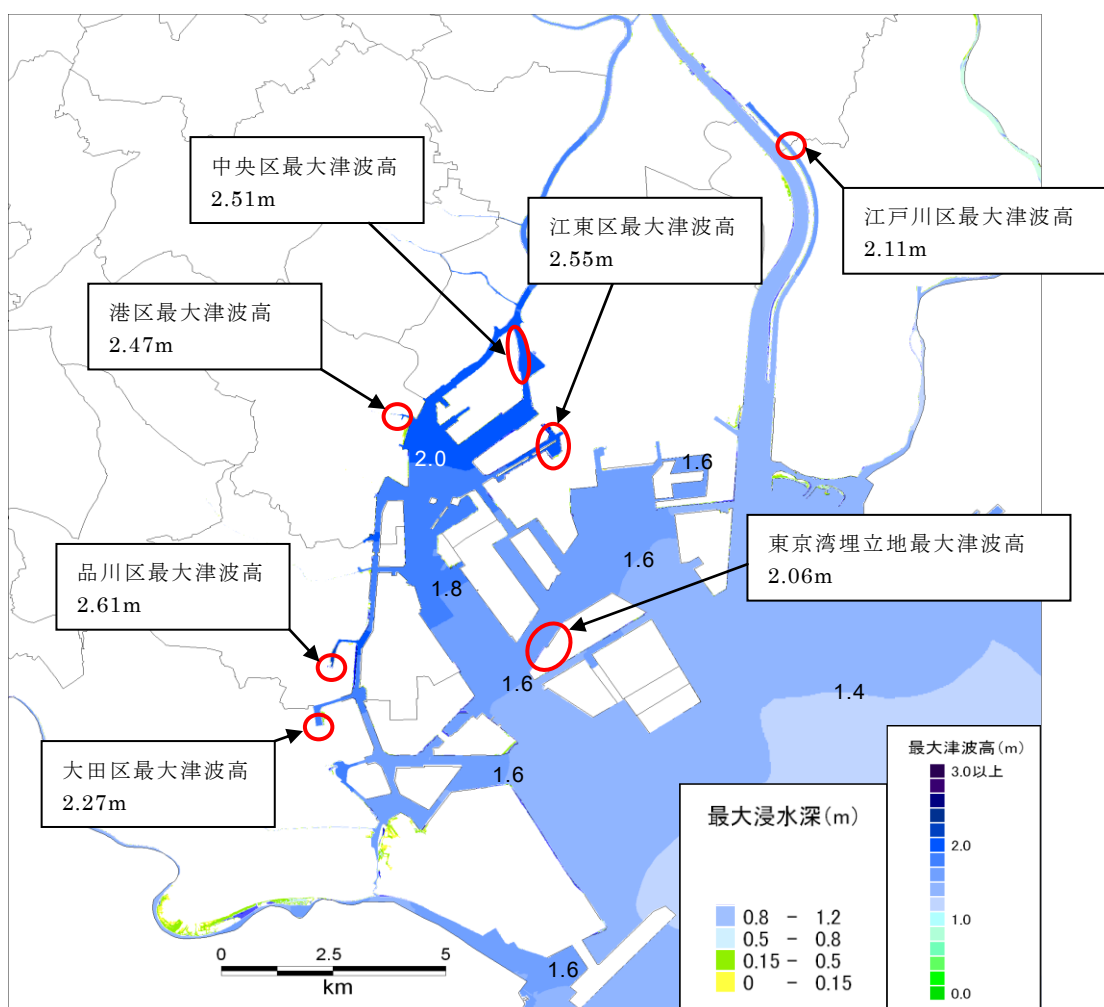 中央区最大津波高
2.51m
江東区最大津波高
2.55m
江戸川区最大津波高
2.11m
港区最大津波高
2.47m
2.0
1.6
東京湾埋立地最大津波高
2.06m
1.6
1.8
品川区最大津波高
2.61m
1.6
1.4
大田区最大津波高
2.27m
1.6
最大浸水深(m)
0.8 - 1.2
0.5 - 0.8
0.15 - 0.5
0 - 0.15
最大津波高(m)
3.0以上
2.0
1.0
0.0
0 2.5 5
km
1.6